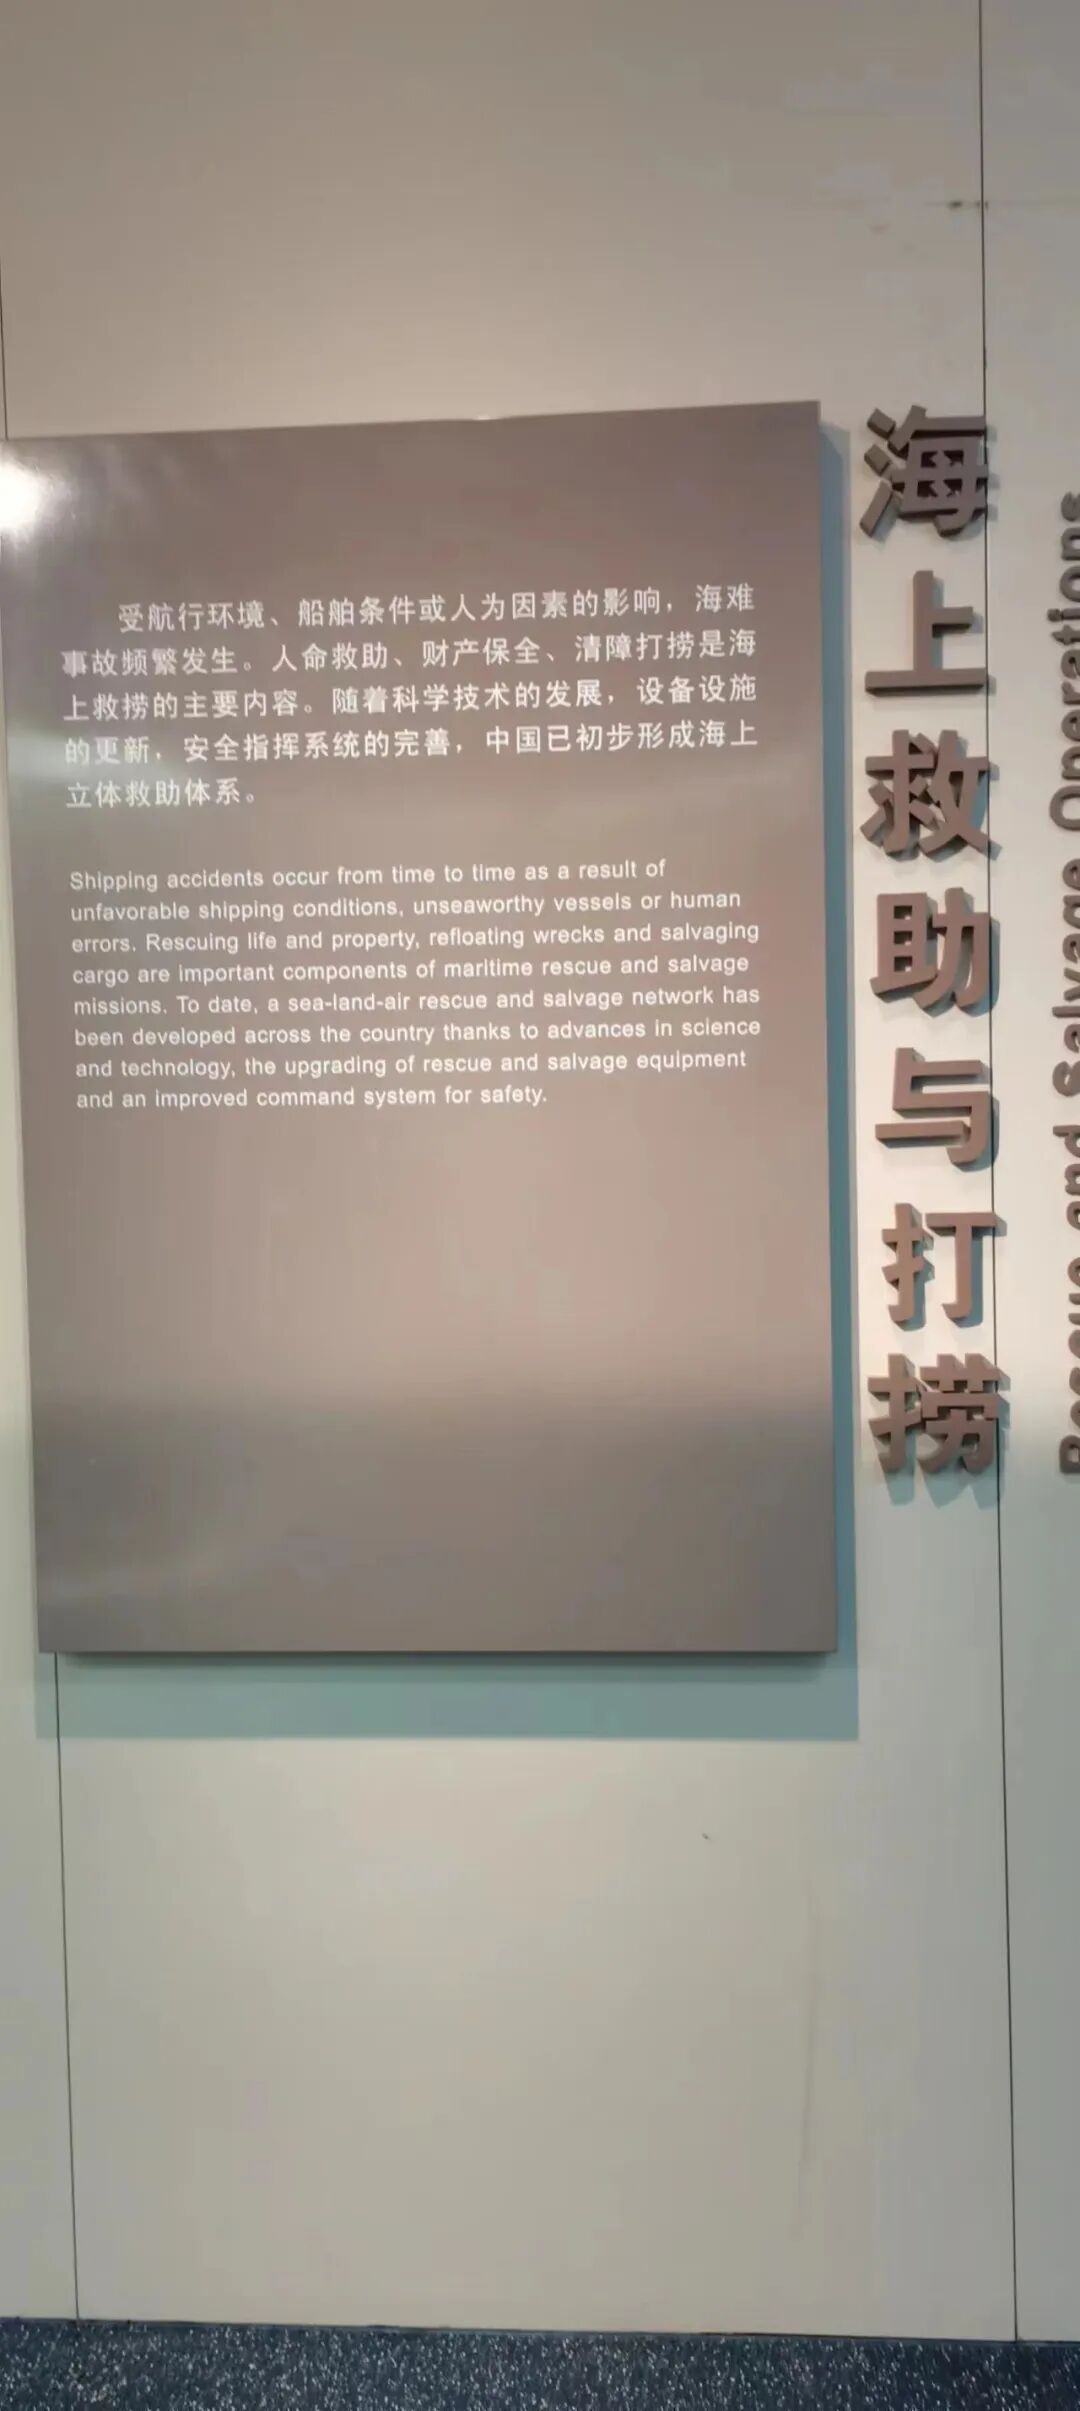 受航行环境、船舶条件或人为因素的影响，海难
事故频繁发生。人命救助、财产保全、清障打捞是海
上救捞的主要内容。随着科学技术的发展，设备设施
的更新，安全指挥系统的完善，中国已初步形成海上
立体救助体系。
Shipping accidents occur from time to time as a result of
unfavorable shipping conditions, unseaworthy vessels or human
errors. Rescuing life and property, refloating wrecks and salvaging
cargo are important components of maritime rescue and salvage
missions. To date, a sea-land-air rescue and salvage network has
been developed across the country thanks to advances in science
and technology, the upgrading of rescue and salvage equipment
and an improved command system for safety.
海上救助与打捞
Rescue and Salvage Operations